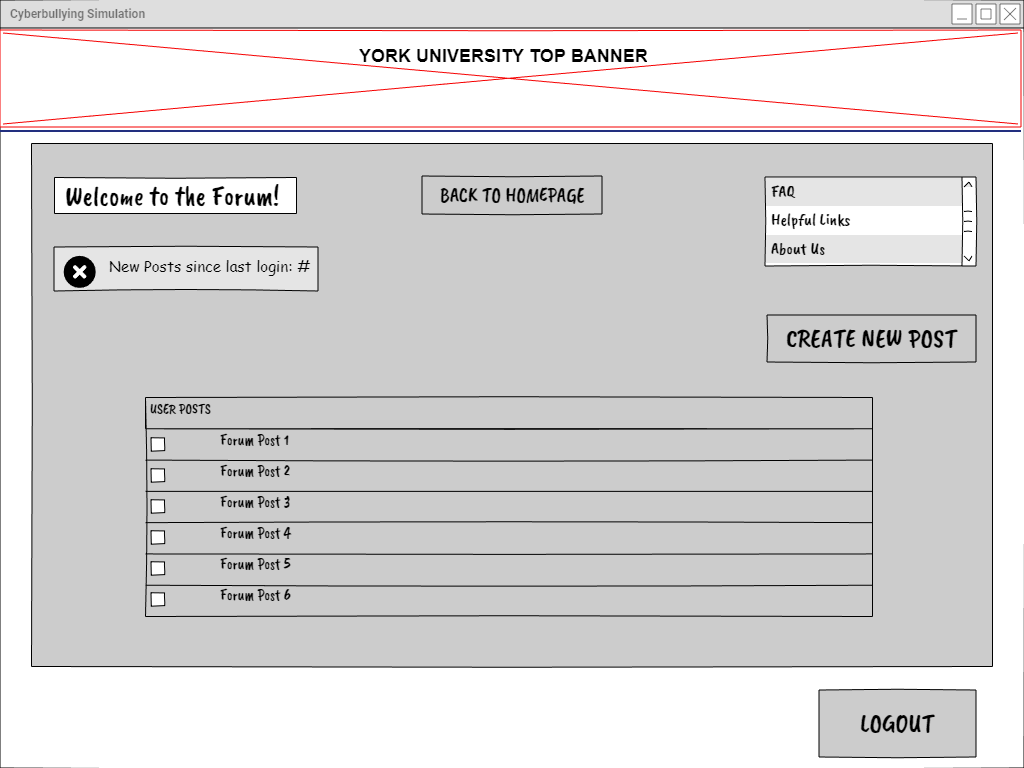 Cyberbullying Simulation
YORK UNIVERSITY TOP BANNER
Welcome to the Forum!
BACK TO HOMEPAGE
FAQ
Helpful Links
About Us
New Posts since last login: #
CREATE NEW POST
USER POSTS
Forum Post 1
Forum Post 2
Forum Post 3
Forum Post 4
Forum Post 5
Forum Post 6
LOGOUT